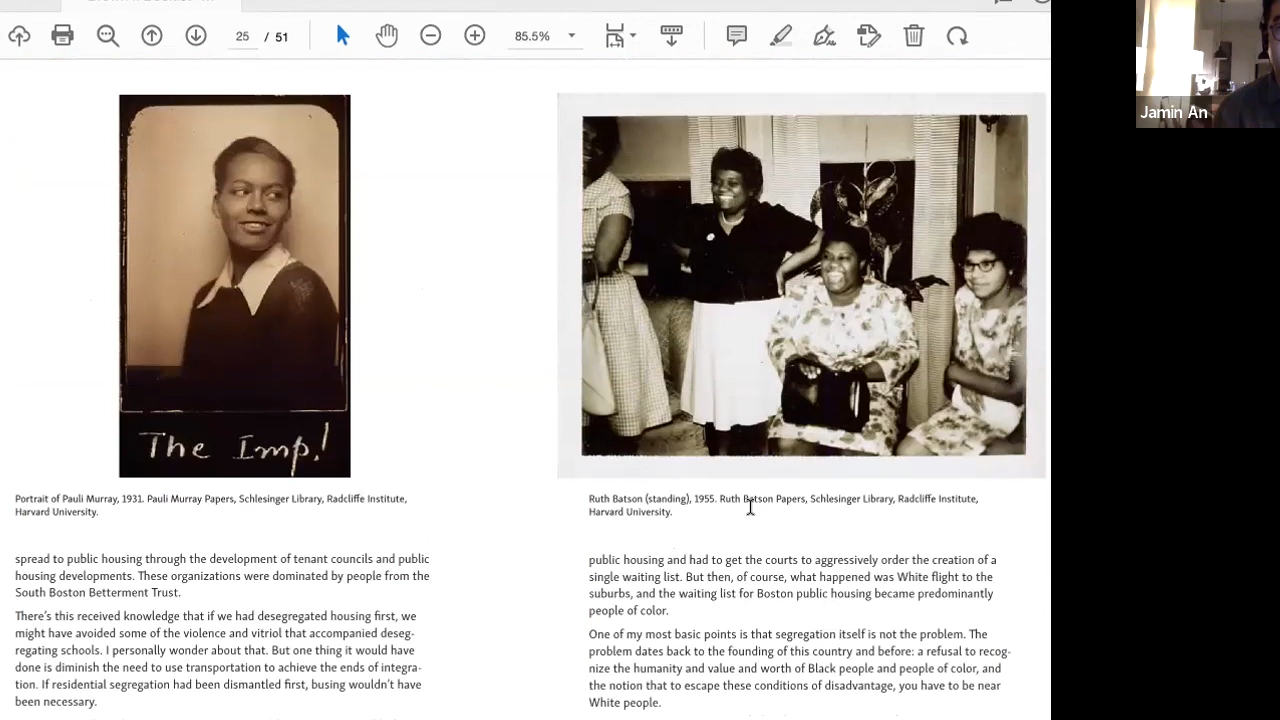 25 / 51
85.5%
Jamin An
The Imp!
Portrait of Pauli Murray, 1931. Pauli Murray Papers, Schlesinger Library, Radcliffe Institute,
Harvard University.
spread to public housing through the development of tenant councils and public
housing developments. These organizations were dominated by people from the
South Boston Betterment Trust.
There's this received knowledge that if we had desegregated housing first, we
might have avoided some of the violence and vitriol that accompanied deseg-
regating schools. I personally wonder about that. But one thing it would have
done is diminish the need to use transportation to achieve the ends of integra-
tion. If residential segregation had been dismantled first, busing wouldn't have
been necessary.
Ruth Batson (standing), 1955. Ruth Batson Papers, Schlesinger Library, Radcliffe Institute,
Harvard University.
public housing and had to get the courts to aggressively order the creation of a
single waiting list. But then, of course, what happened was White flight to the
suburbs, and the waiting list for Boston public housing became predominantly
people of color.
One of my most basic points is that segregation itself is not the problem. The
problem dates back to the founding of this country and before: a refusal to recog-
nize the humanity and value and worth of Black people and people of color, and
the notion that to escape these conditions of disadvantage, you have to be near
White people.